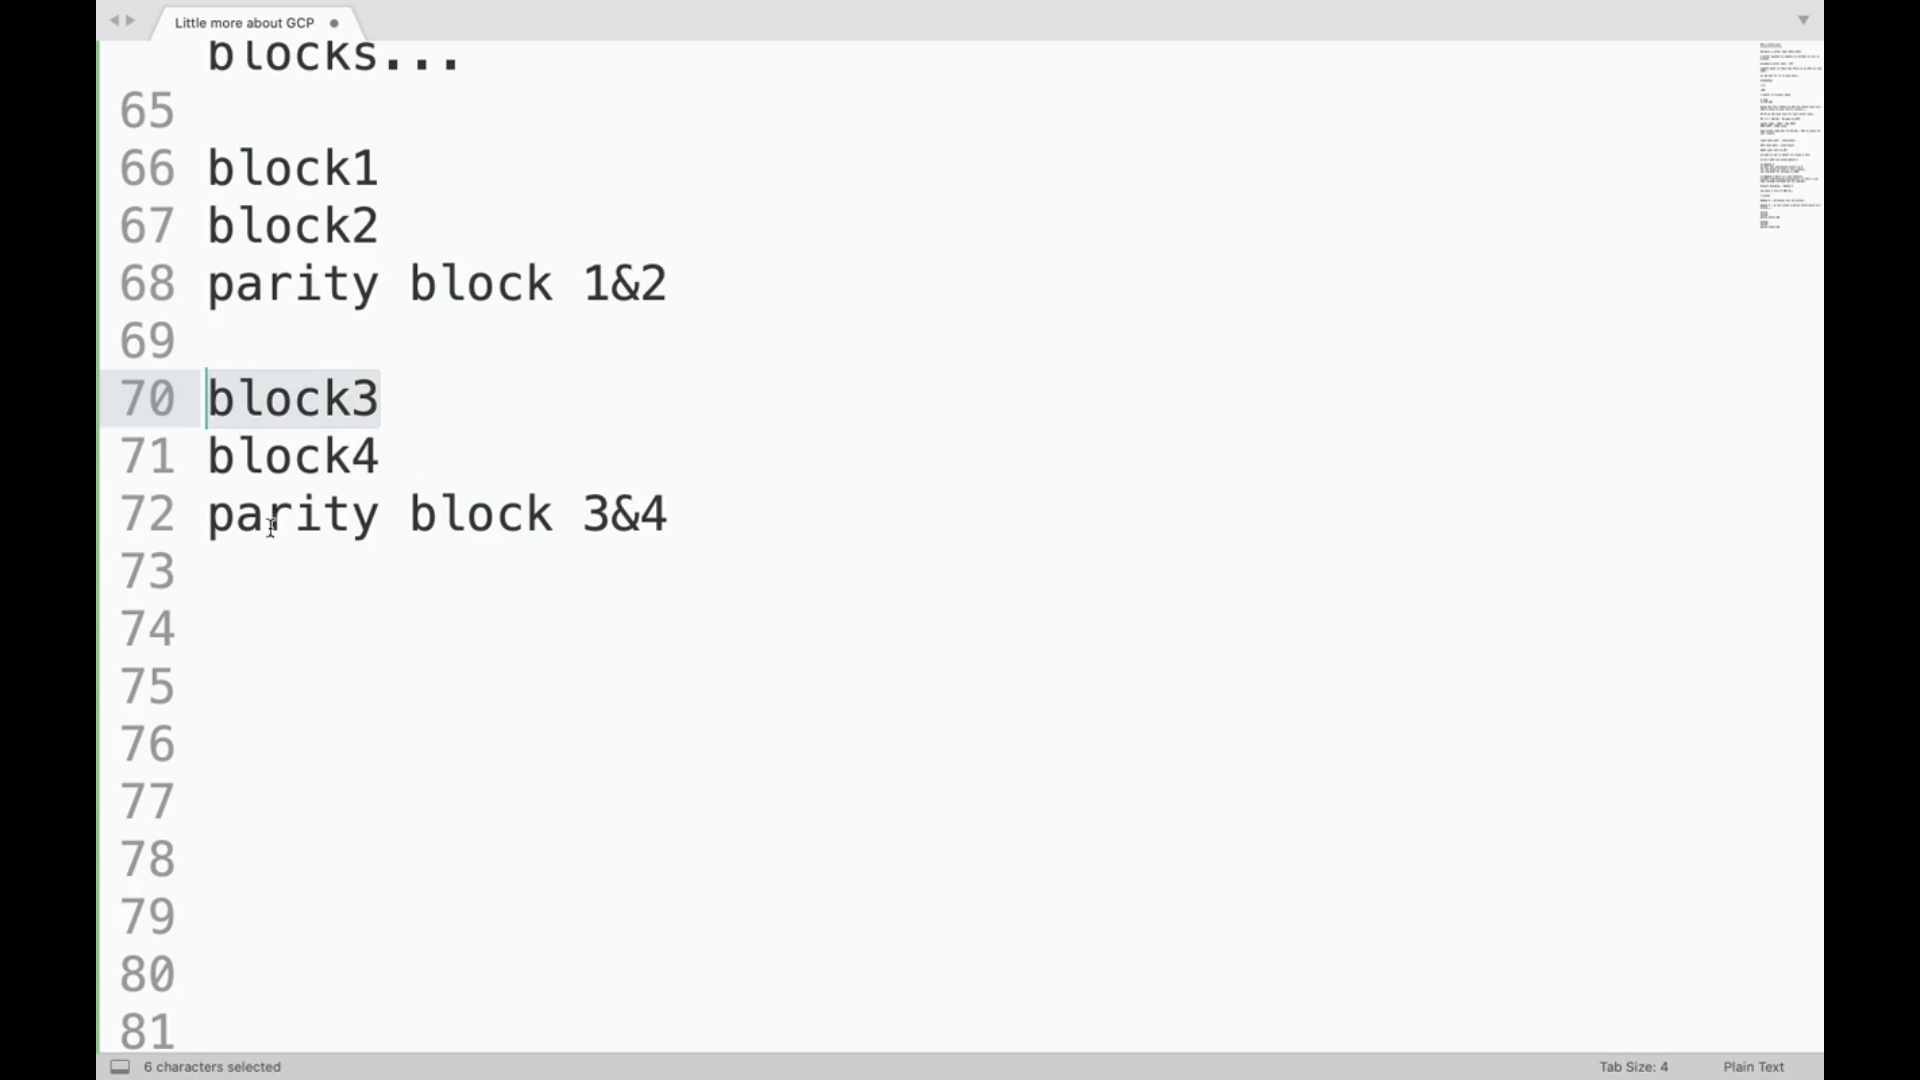 Little more about GCP
blocks...
65
66 block1
67 block2
68 parity block 1&2
69
70 block3
71 block4
72 parity block 3&4
73
74
75
76
77
78
79
80
81
6 characters selected
Tab Size: 4
Plain Text